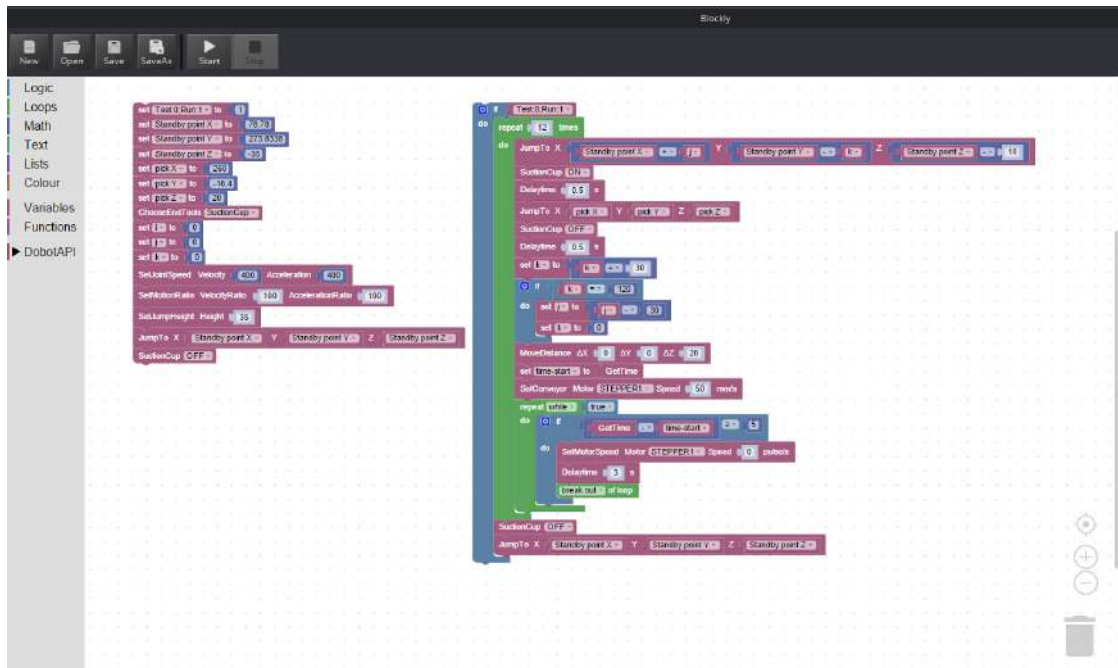 Blockly
New Open Save SaveAs Start Stop
Logic
Loops
Math
Text
Lists
Colour
Variables
Functions
DobotAPI
set Test:0 Run:1 to 1
set Standby point X to
set Standby point Y to
set Standby point Z to -35
set pick X to 260
set pick Y to -16.4
set pick Z to 20
ChooseEndTools SuctionCup
set i to 0
set j to 0
set k to 0
SetJointSpeed Velocity 400 Acceleration 400
SetMotionRatio VelocityRatio 100 AccelerationRatio 100
SetJumpHeight Height 35
JumpTo X Standby point X Y Standby point Y Z Standby point Z
SuctionCup OFF
if Test:0 Run:1
do repeat 12 times
do JumpTo X Standby point X + j Y Standby point Y - k Z Standby point Z - 10
SuctionCup ON
Delaytime 0.5 s
JumpTo X pick X Y pick Y Z pick Z
SuctionCup OFF
Delaytime 0.5 s
set k to k + 30
if k = 120
do set j to j - 30
set k to 0
MoveDistance ΔX 0 ΔY 0 ΔZ 20
set time-start to GetTime
SetConveyor Motor STEPPER1 Speed 50 mm/s
repeat while true
do if GetTime - time-start 5
do SetMotorSpeed Motor STEPPER1 Speed 0 pulse/s
Delaytime 3 s
break out of loop
SuctionCup OFF
JumpTo X Standby point X Y Standby point Y Z Standby point Z